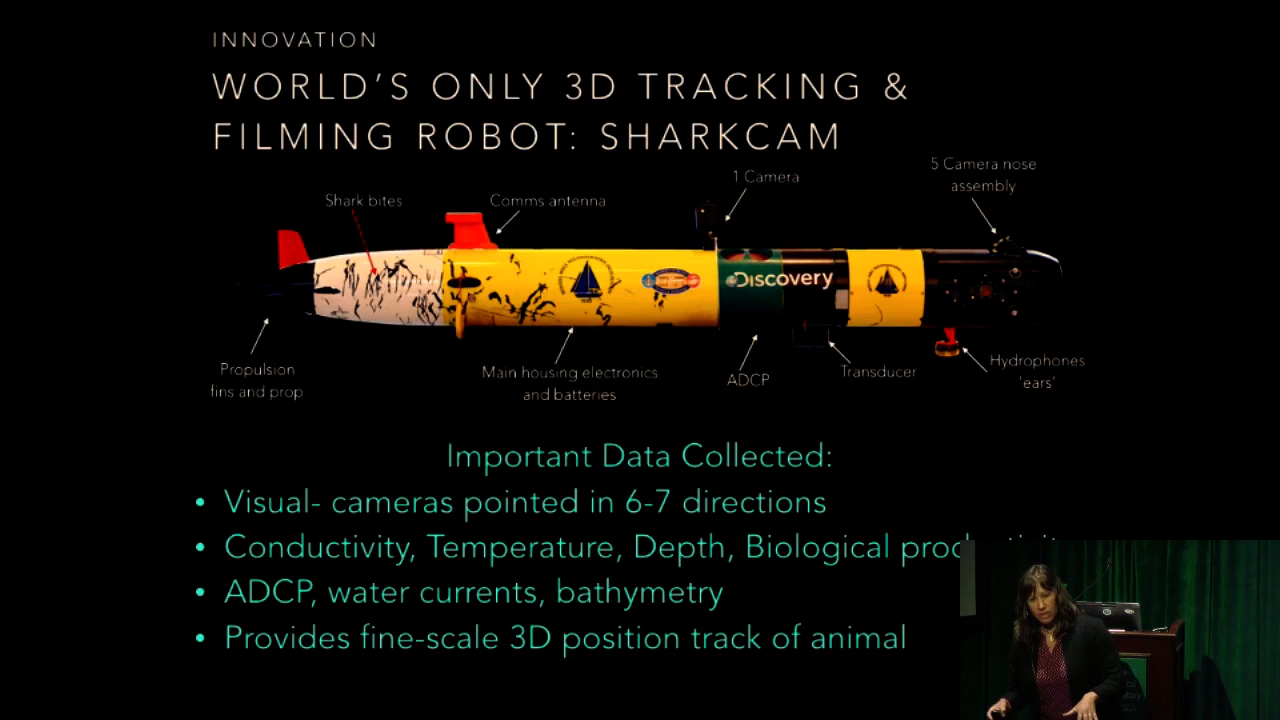 INNOVATION
WORLD'S ONLY 3D TRACKING &
FILMING ROBOT: SHARKCAM
5 Camera nose
assembly
1 Camera
Shark bites
Comms antenna
Discovery
Propulsion
fins and prop
Main housing electronics
and batteries
ADCP
Transducer
Hydrophones
'ears'
Important Data Collected:
• Visual- cameras pointed in 6-7 directions
• Conductivity, Temperature, Depth, Biological
• ADCP, water currents, bathymetry
• Provides fine-scale 3D position track of animal